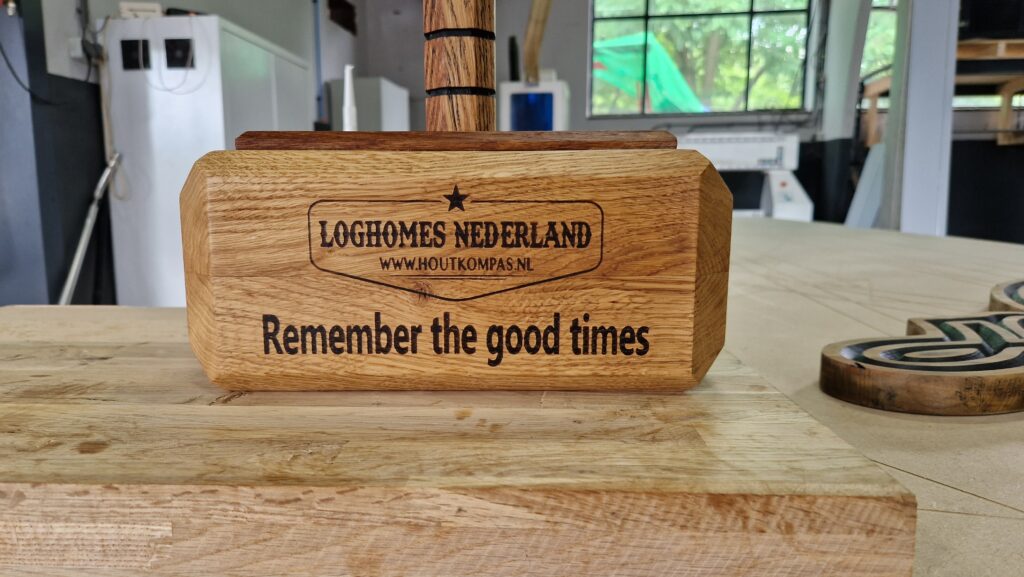 LOGHOMES NEDERLAND
WWW.HOUTKOMPAS.NL
Remember the good times